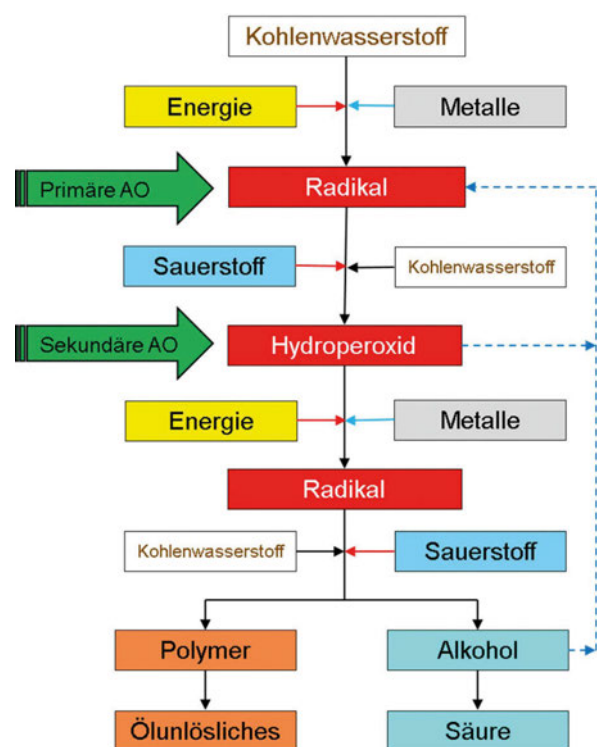 Kohlenwasserstoff
Energie
Metalle
Primäre AO
Radikal
Sauerstoff
Kohlenwasserstoff
Sekundäre AO
Hydroperoxid
Energie
Metalle
Radikal
Kohlenwasserstoff
Sauerstoff
Polymer
Alkohol
Ölunlösliches
Säure